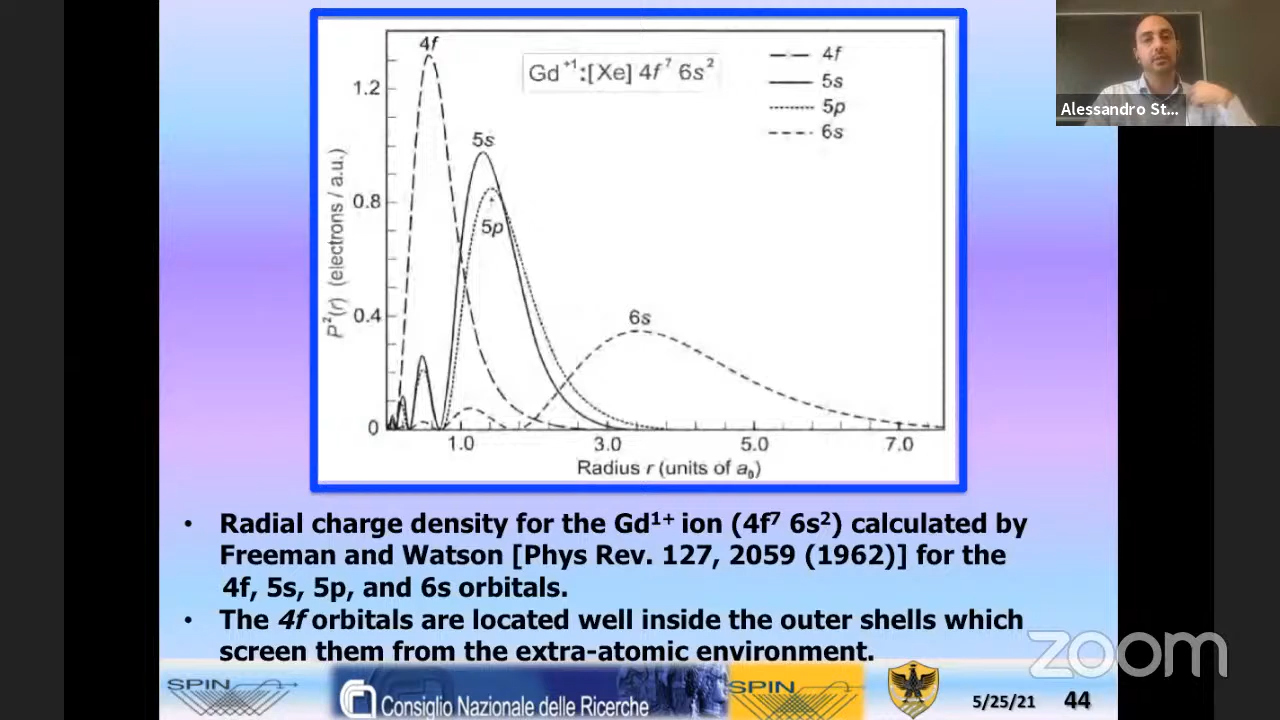 4f
Gd⁺¹:[Xe] 4f⁷ 6s²
4f
5s
5p
6s
5s
5p
6s
1.2
0.8
0.4
0
P²(r) (electrons / a.u.)
1.0 3.0 5.0 7.0
Radius r (units of a₀)
Alessandro St...
• Radial charge density for the Gd¹⁺ ion (4f⁷ 6s²) calculated by
Freeman and Watson [Phys Rev. 127, 2059 (1962)] for the
4f, 5s, 5p, and 6s orbitals.
• The 4f orbitals are located well inside the outer shells which
screen them from the extra-atomic environment.
zoom
SPIN
Consiglio Nazionale delle Ricerche
SPIN
5/25/21 44